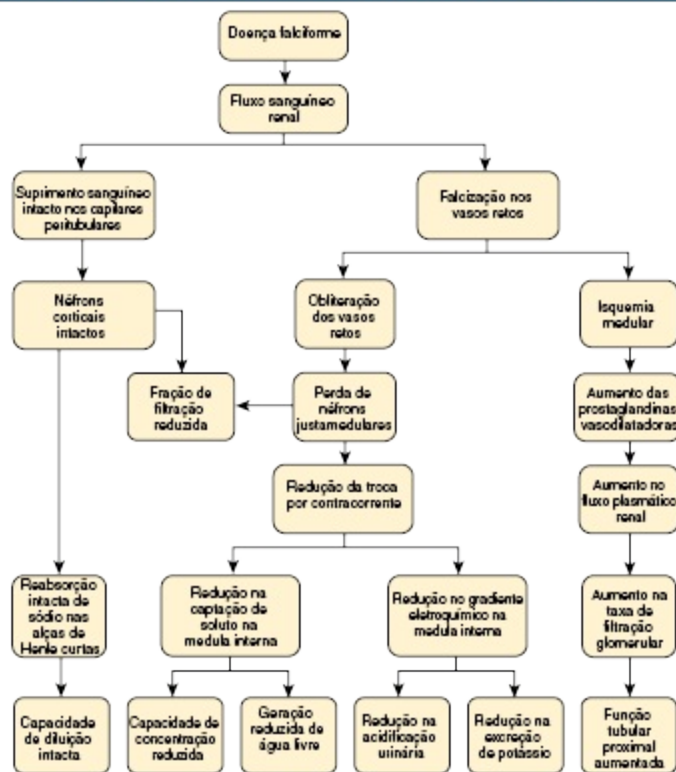 Doença falciforme
Fluxo sanguíneo
renal
Suprimento sanguíneo
intacto nos capilares
peritubulares
Falcização nos
vasos retos
Néfrons
corticais
intactos
Obliteração
dos vasos
retos
Isquemia
medular
Fração de
filtração
reduzida
Perda de
néfrons
justamedulares
Aumento das
prostaglandinas
vasodilatadoras
Redução da troca
por contracorrente
Aumento no
fluxo plasmático
renal
Reabsorção
intacta de
sódio nas
alças de
Henle curtas
Redução na
captação de
soluto na
medula interna
Redução no gradiente
eletroquímico na
medula interna
Aumento na
taxa de
filtração
glomerular
Capacidade
de diluição
intacta
Capacidade de
concentração
reduzida
Geração
reduzida de
água livre
Redução na
acidificação
urinária
Redução na
excreção
de potássio
Função
tubular
proximal
aumentada